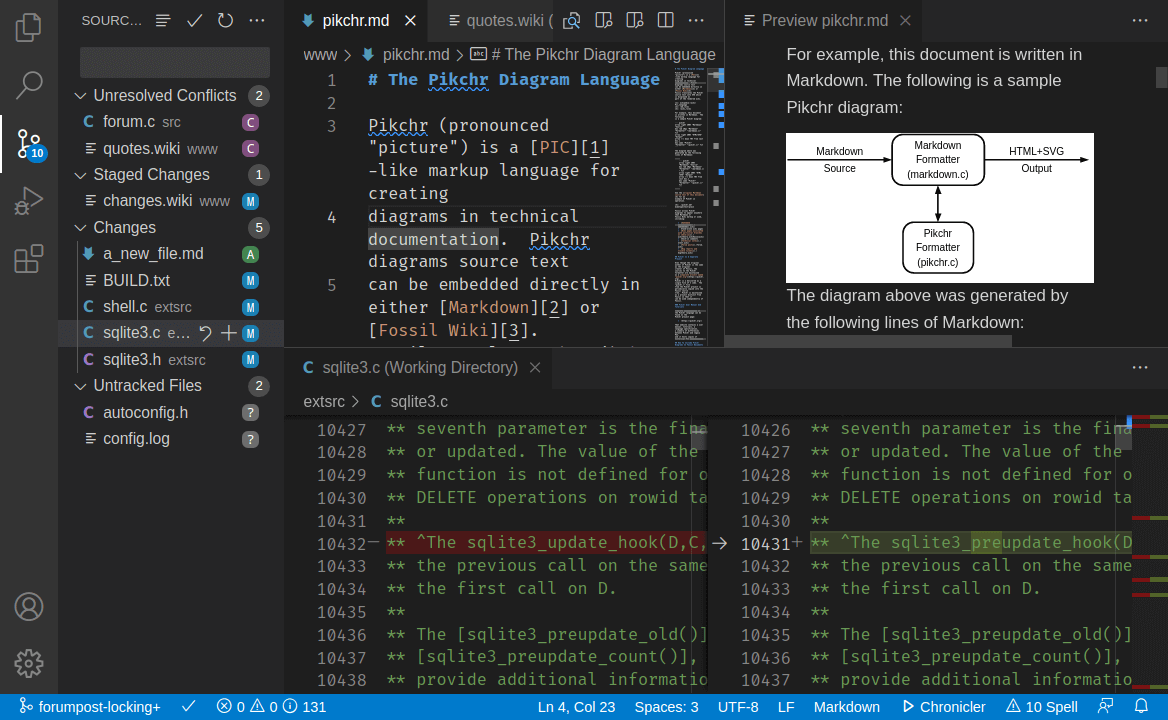 SOURC...
Unresolved Conflicts 2
forum.c src C
quotes.wiki www C
Staged Changes 1
changes.wiki www M
Changes 5
a_new_file.md A
BUILD.txt M
shell.c extsrc M
sqlite3.c e... M
sqlite3.h extsrc M
Untracked Files 2
autoconfig.h ?
config.log ?
10
pikchr.md
quotes.wiki (
www > pikchr.md > # The Pikchr Diagram Language
1 # The Pikchr Diagram Language
2
3 Pikchr (pronounced
"picture") is a [PIC][1]
-like markup language for
creating
4 diagrams in technical
documentation.  Pikchr
diagrams source text
5 can be embedded directly in
either [Markdown][2] or
[Fossil Wiki][3].
Preview pikchr.md
For example, this document is written in
Markdown. The following is a sample
Pikchr diagram:
Markdown
Source
Markdown
Formatter
(markdown.c)
HTML+SVG
Output
Pikchr
Formatter
(pikchr.c)
The diagram above was generated by
the following lines of Markdown:
sqlite3.c (Working Directory)
extsrc > C sqlite3.c
10427 ** seventh parameter is the fina
10428 ** or updated. The value of the
10429 ** function is not defined for o
10430 ** DELETE operations on rowid ta
10431 **
10432− ** ^The sqlite3_update_hook(D,C,
10433 ** the previous call on the same
10434 ** the first call on D.
10435 **
10436 ** The [sqlite3_preupdate_old()]
10437 ** [sqlite3_preupdate_count()],
10438 ** provide additional informatio
10426 ** seventh parameter is the fina
10427 ** or updated. The value of the
10428 ** function is not defined for o
10429 ** DELETE operations on rowid ta
10430 **
10431+ ** ^The sqlite3_preupdate_hook(D
10432 ** the previous call on the same
10433 ** the first call on D.
10434 **
10435 ** The [sqlite3_preupdate_old()]
10436 ** [sqlite3_preupdate_count()],
10437 ** provide additional informatio
forumpost-locking+ 0 0 131 Ln 4, Col 23 Spaces: 3 UTF-8 LF Markdown Chronicler 10 Spell